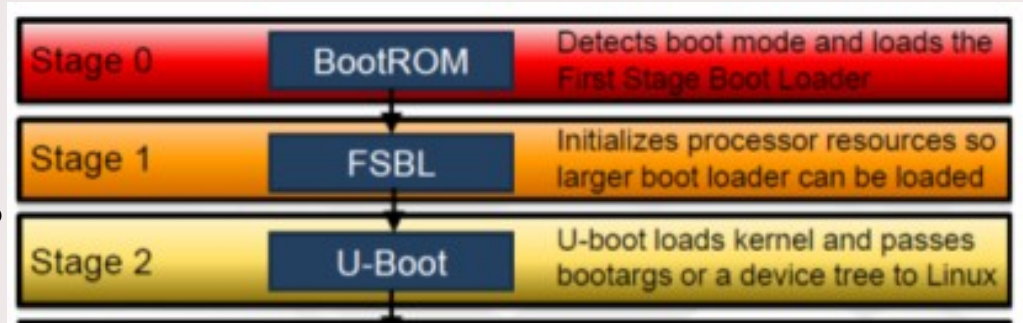 Stage 0
BootROM
Detects boot mode and loads the
First Stage Boot Loader
Stage 1
FSBL
Initializes processor resources so
larger boot loader can be loaded
Stage 2
U-Boot
U-boot loads kernel and passes
bootargs or a device tree to Linux